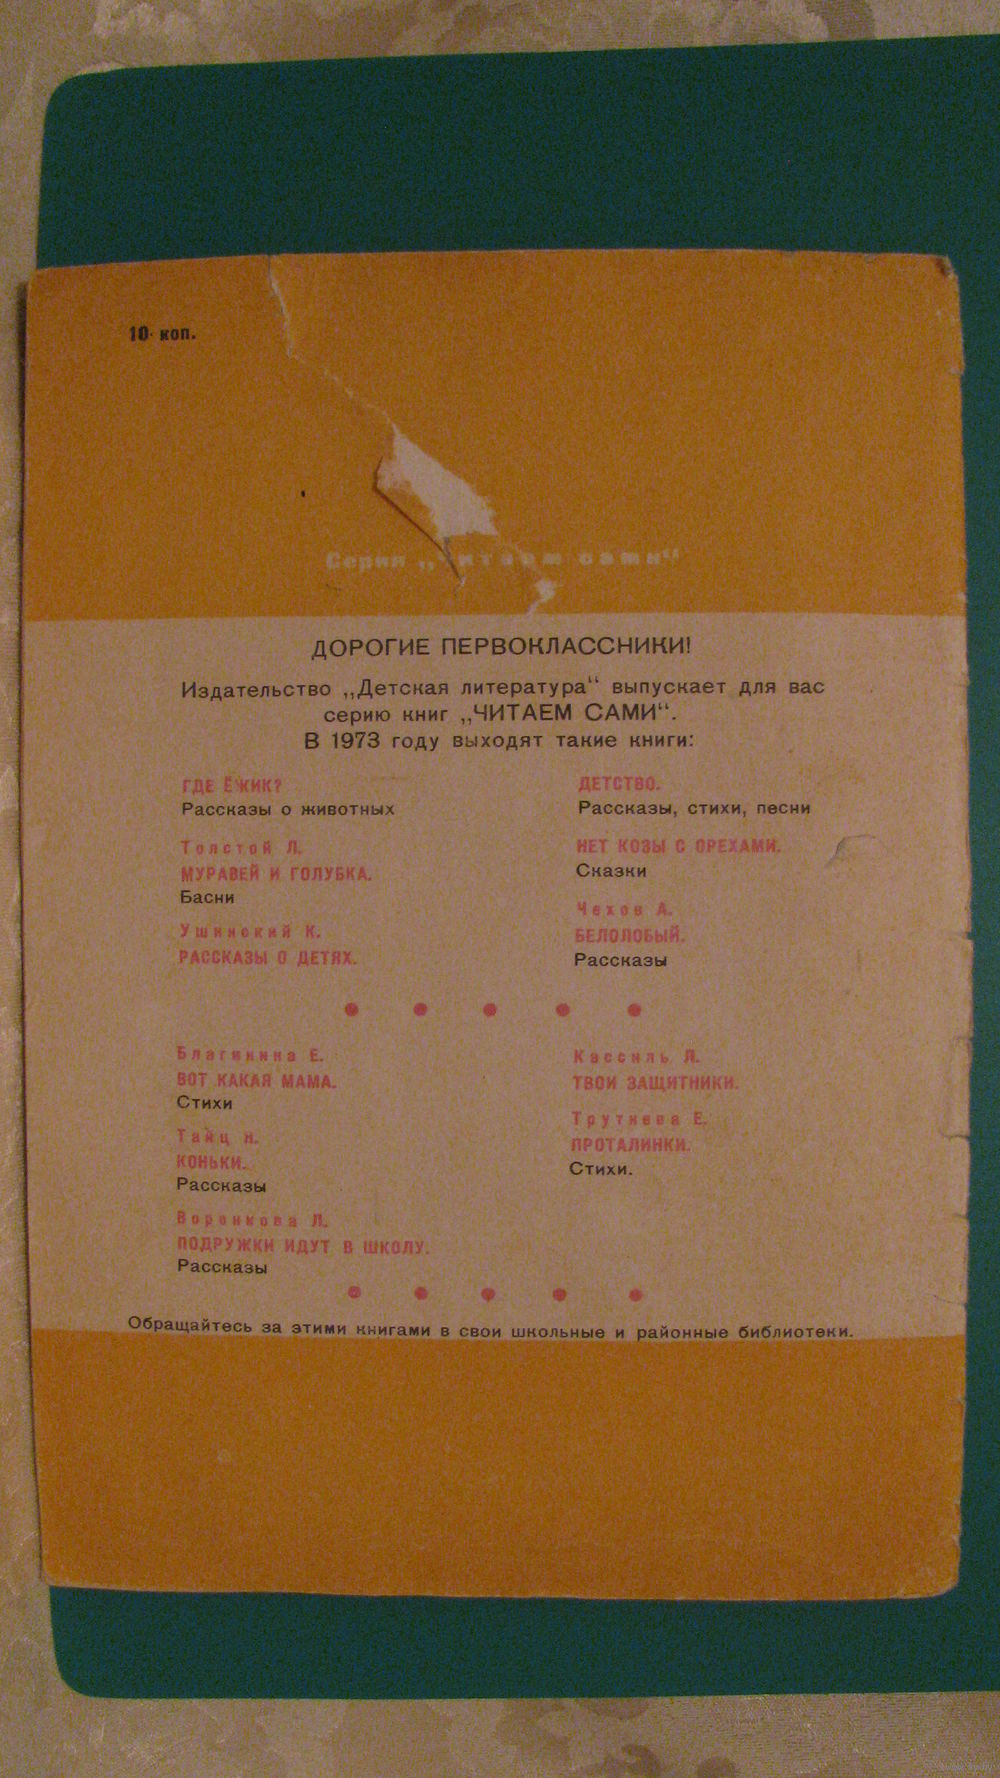 10 коп.
Серия „Читаем сами“
ДОРОГИЕ ПЕРВОКЛАССНИКИ!
Издательство „Детская литература“ выпускает для вас
серию книг „ЧИТАЕМ САМИ“.
В 1973 году выходят такие книги:
ГДЕ ЁЖИК?
Рассказы о животных
Толстой Л.
МУРАВЕЙ И ГОЛУБКА.
Басни
Ушинский К.
РАССКАЗЫ О ДЕТЯХ.
ДЕТСТВО.
Рассказы, стихи, песни
НЕТ КОЗЫ С ОРЕХАМИ.
Сказки
Чехов А.
БЕЛОЛОБЫЙ.
Рассказы
Благинина Е.
ВОТ КАКАЯ МАМА.
Стихи
Тайц Я.
КОНЬКИ.
Рассказы
Воронкова Л.
ПОДРУЖКИ ИДУТ В ШКОЛУ.
Рассказы
Кассиль Л.
ТВОИ ЗАЩИТНИКИ.
Трутнева Е.
ПРОТАЛИНКИ.
Стихи.
Обращайтесь за этими книгами в свои школьные и районные библиотеки.